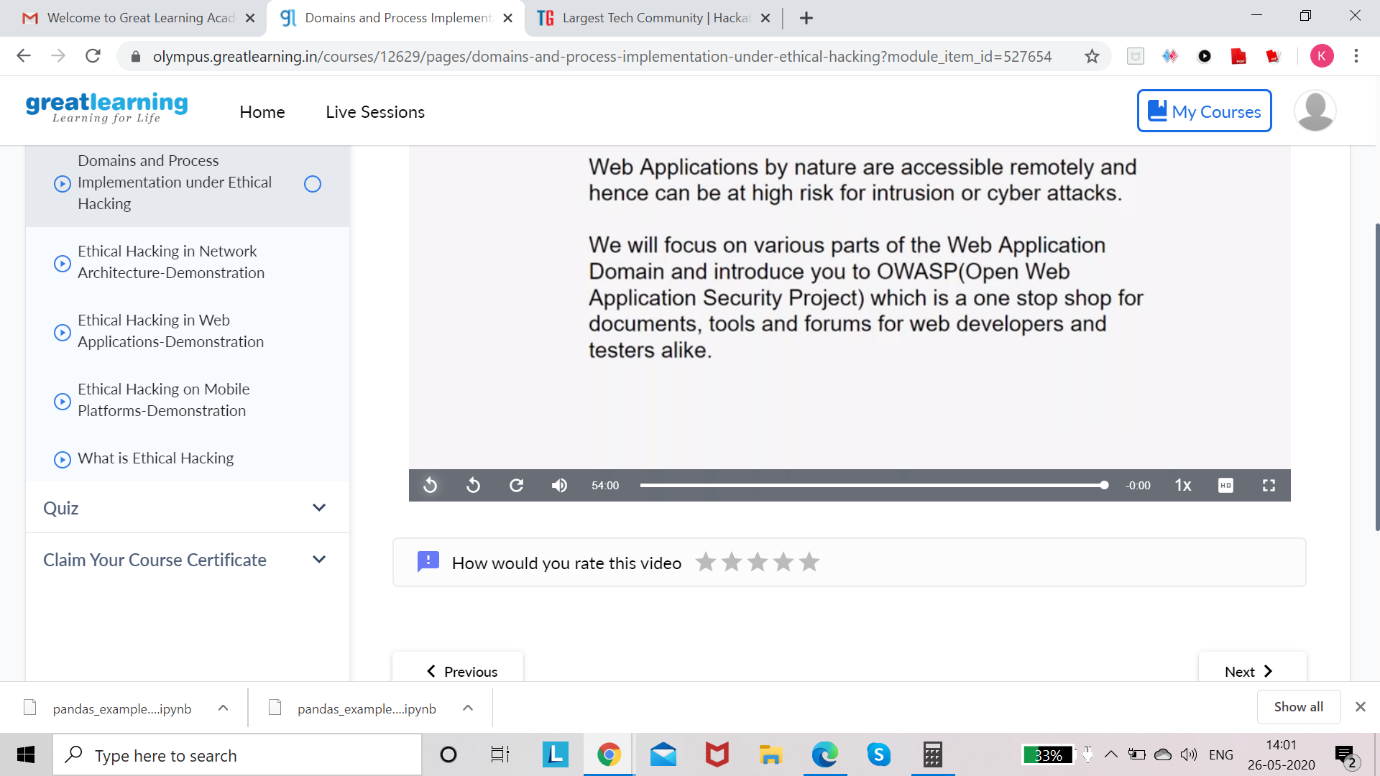 Welcome to Great Learning Acad
Domains and Process Implement
TG Largest Tech Community | Hacka
olympus.greatlearning.in/courses/12629/pages/domains-and-process-implementation-under-ethical-hacking?module_item_id=527654
K
greatlearning
Learning for Life
Home
Live Sessions
My Courses
Domains and Process
Implementation under Ethical
Hacking
Ethical Hacking in Network
Architecture-Demonstration
Ethical Hacking in Web
Applications-Demonstration
Ethical Hacking on Mobile
Platforms-Demonstration
What is Ethical Hacking
Quiz
Claim Your Course Certificate
Web Applications by nature are accessible remotely and
hence can be at high risk for intrusion or cyber attacks.
We will focus on various parts of the Web Application
Domain and introduce you to OWASP(Open Web
Application Security Project) which is a one stop shop for
documents, tools and forums for web developers and
testers alike.
54:00
-0:00
1x
HD
How would you rate this video
Previous
Next
pandas_example....ipynb
pandas_example....ipynb
Show all
Type here to search
33%
ENG
14:01
26-05-2020
2